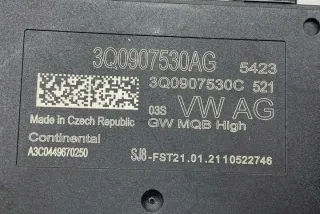 3Q0907530AG 5423
3Q0907530C 521
03S VW AG
Made in Czech Republic GW MQB High
Continental
A3C0449670250 SJ8-FST21.01.2110522746